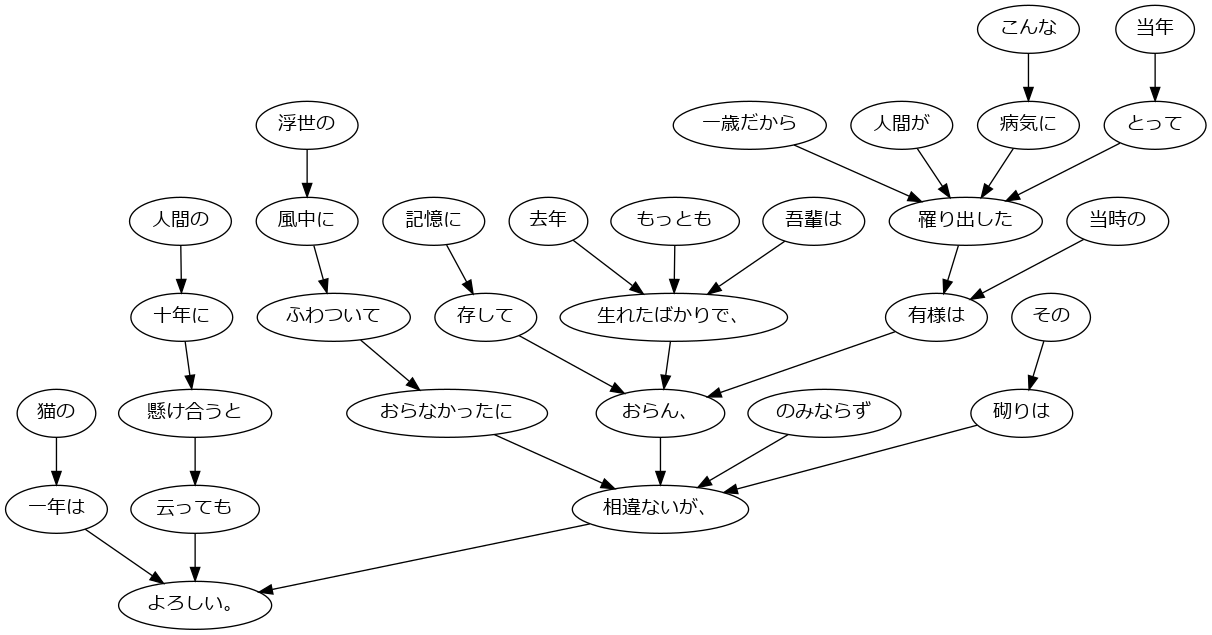 こんな
当年
浮世の
一歳だから
人間が
病気に
とって
人間の
風中に
記憶に
去年
もっとも
吾輩は
罹り出した
当時の
十年に
ふわついて
存して
生れたばかりで、
有様は
その
猫の
懸け合うと
おらなかったに
おらん、
のみならず
砌りは
一年は
云っても
相違ないが、
よろしい。